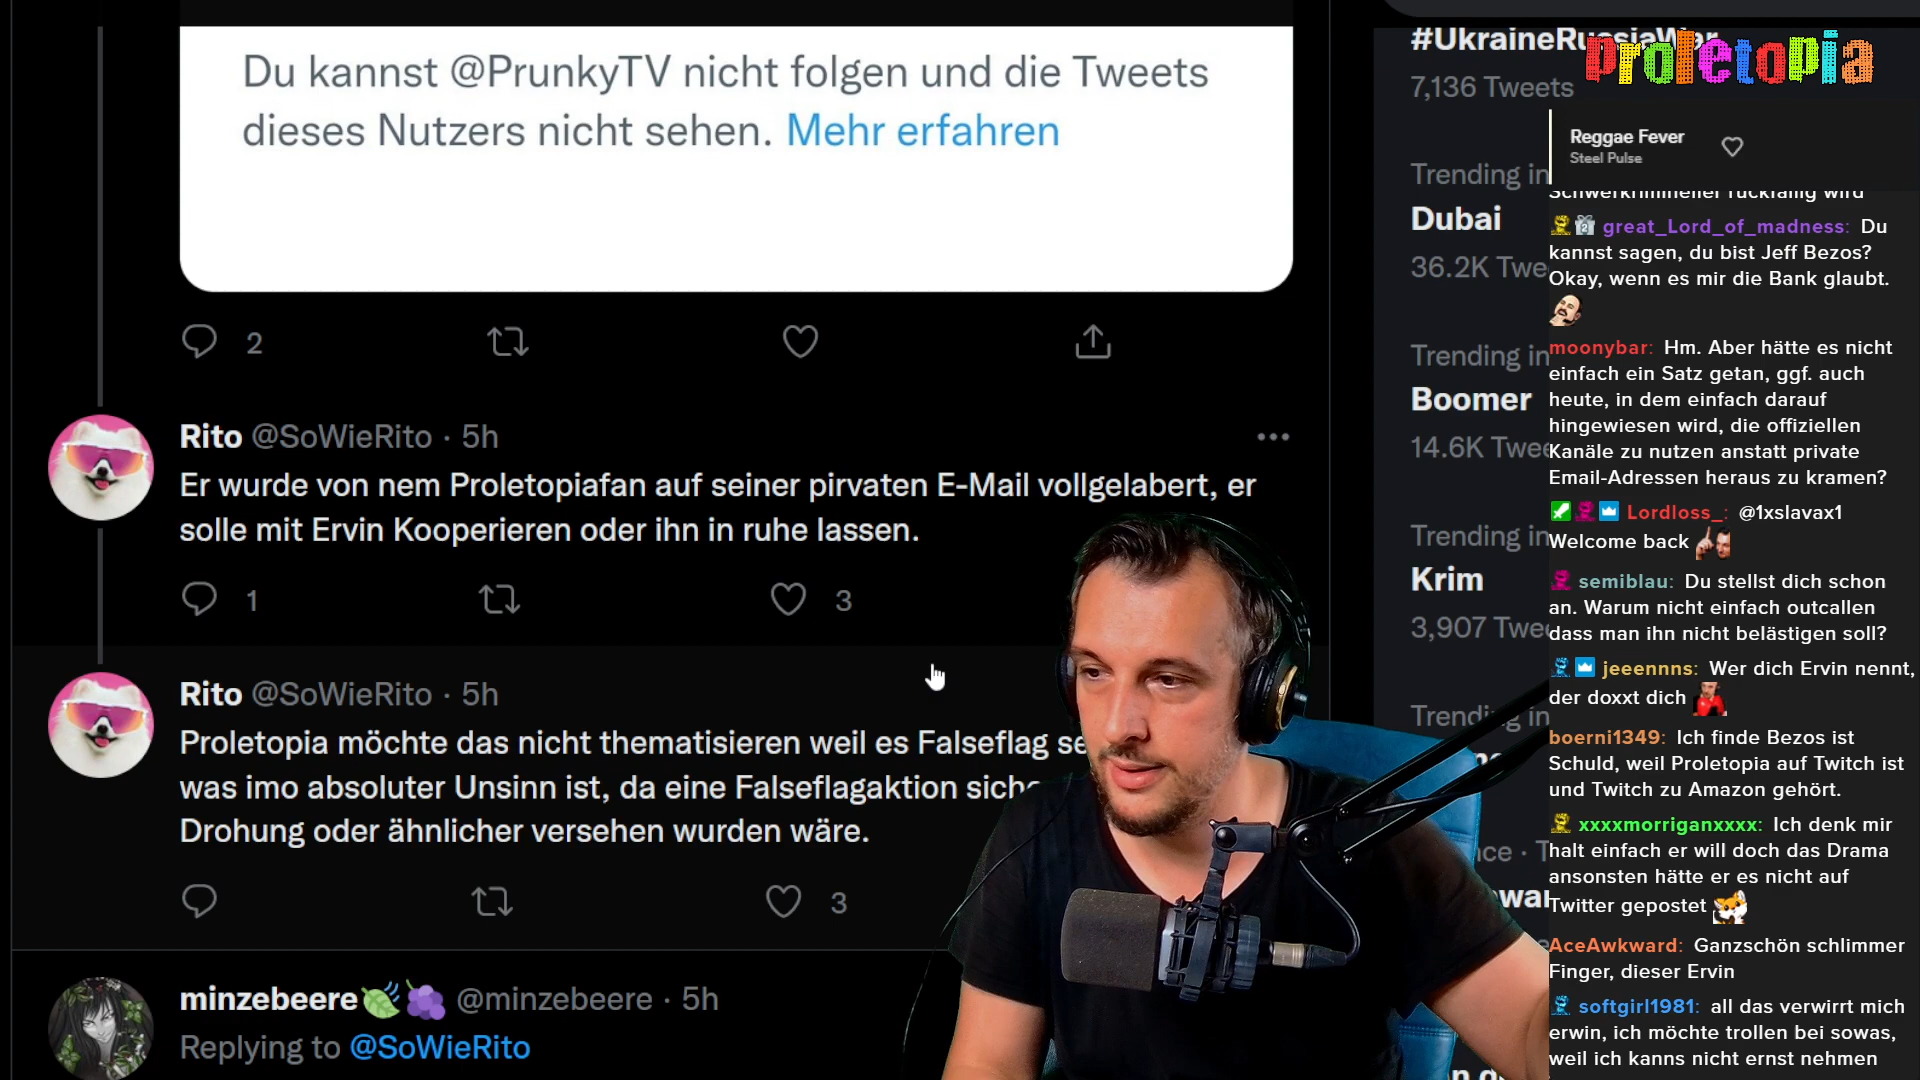 Du kannst @PrunkyTV nicht folgen und die Tweets
dieses Nutzers nicht sehen. Mehr erfahren
2
Rito @SoWieRito · 5h
Er wurde von nem Proletopiafan auf seiner pirvaten E-Mail vollgelabert, er
solle mit Ervin Kooperieren oder ihn in ruhe lassen.
1
3
Rito @SoWieRito · 5h
Proletopia möchte das nicht thematisieren weil es Falseflag
was imo absoluter Unsinn ist, da eine Falseflagaktion
Drohung oder ähnlicher versehen wurden wäre.
3
minzebeere @minzebeere · 5h
Replying to @SoWieRito
#UkraineRussiaWar
7,136 Tweets
Trending in
Dubai
36.2K
Trending in
Boomer
14.6K
Trending in
Krim
3,907
Trending in
Proletopia
Reggae Fever
Steel Pulse
Schwerkrimineller rückfällig wird
great_Lord_of_madness: Du
kannst sagen, du bist Jeff Bezos?
Okay, wenn es mir die Bank glaubt.
moonybar: Hm. Aber hätte es nicht
einfach ein Satz getan, ggf. auch
heute, in dem einfach darauf
hingewiesen wird, die offiziellen
Kanäle zu nutzen anstatt private
Email-Adressen heraus zu kramen?
Lordloss_: @1xslavax1
Welcome back
semiblau: Du stellst dich schon
an. Warum nicht einfach outcallen
dass man ihn nicht belästigen soll?
jeeennns: Wer dich Ervin nennt,
der doxxt dich
boerni1349: Ich finde Bezos ist
Schuld, weil Proletopia auf Twitch ist
und Twitch zu Amazon gehört.
xxxxmorriganxxxx: Ich denk mir
halt einfach er will doch das Drama
ansonsten hätte er es nicht auf
Twitter gepostet
AceAwkward: Ganzschön schlimmer
Finger, dieser Ervin
softgirl1981: all das verwirrt mich
erwin, ich möchte trollen bei sowas,
weil ich kanns nicht ernst nehmen